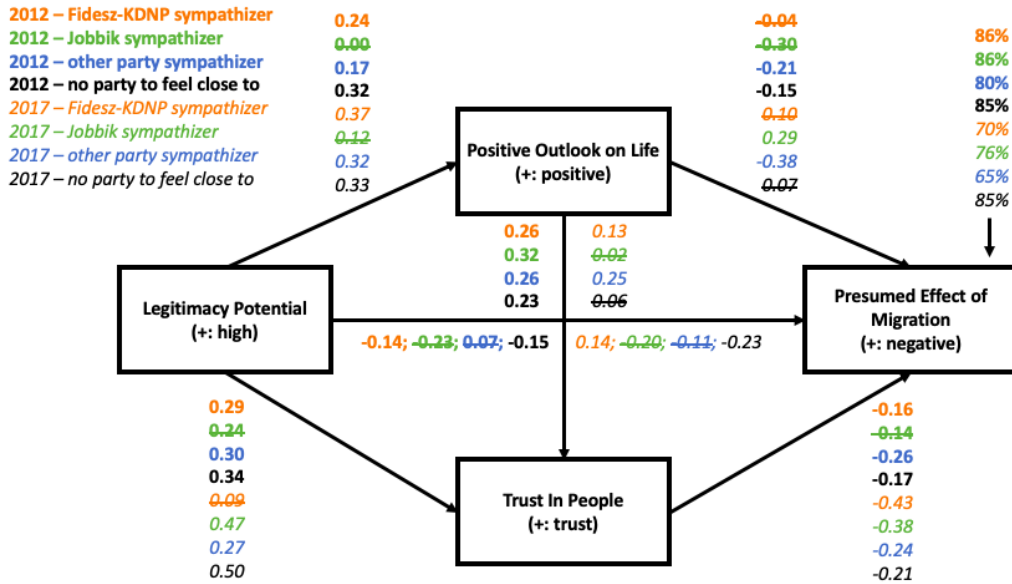 2012 – Fidesz-KDNP sympathizer
2012 – Jobbik sympathizer
2012 – other party sympathizer
2012 – no party to feel close to
2017 – Fidesz-KDNP sympathizer
2017 – Jobbik sympathizer
2017 – other party sympathizer
2017 – no party to feel close to
0.24
0.00
0.17
0.32
0.37
0.12
0.32
0.33
-0.04
-0.30
-0.21
-0.15
0.10
0.29
-0.38
0.07
86%
86%
80%
85%
70%
76%
65%
85%
Positive Outlook on Life
(+: positive)
0.26 0.13
0.32 0.02
0.26 0.25
0.23 0.06
Legitimacy Potential
(+: high)
Presumed Effect of
Migration
(+: negative)
-0.14; -0.23; 0.07; -0.15 0.14; -0.20; -0.11; -0.23
0.29
0.24
0.30
0.34
0.09
0.47
0.27
0.50
Trust In People
(+: trust)
-0.16
-0.14
-0.26
-0.17
-0.43
-0.38
-0.24
-0.21